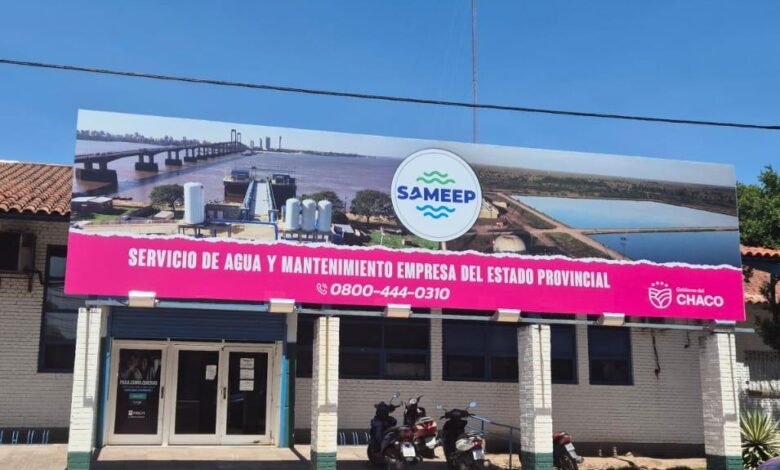 SAMEEP
SERVICIO DE AGUA Y MANTENIMIENTO EMPRESA DEL ESTADO PROVINCIAL
0800-444-0310
Gobierno del
CHACO